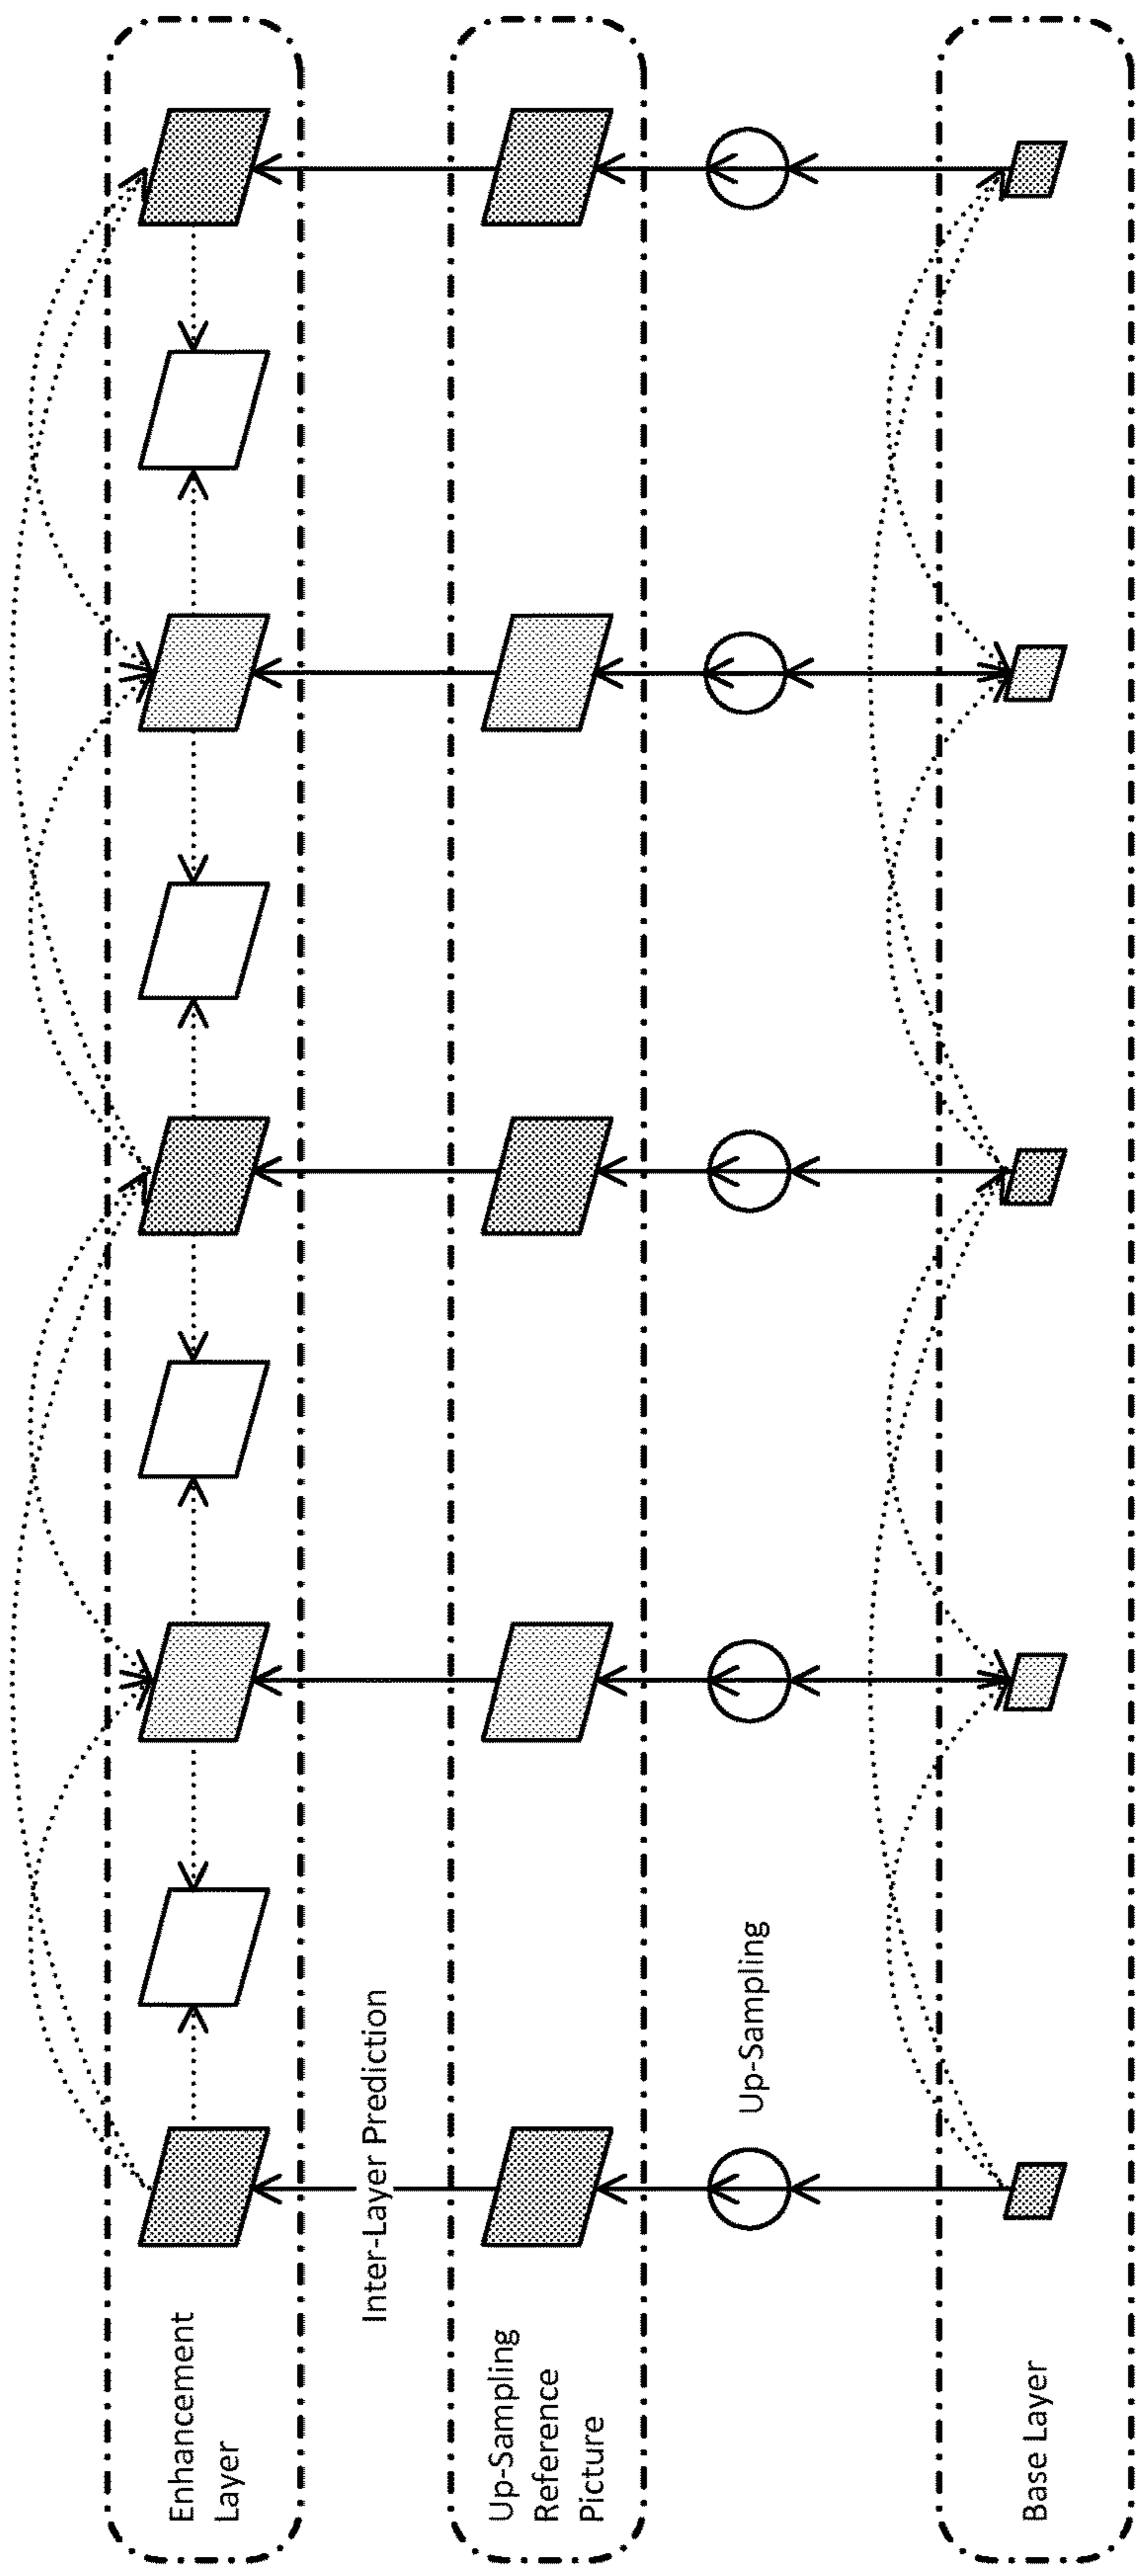 Enhancement
Layer
Inter-Layer Prediction
Up-Sampling
Reference
Picture
Up-Sampling
Base Layer